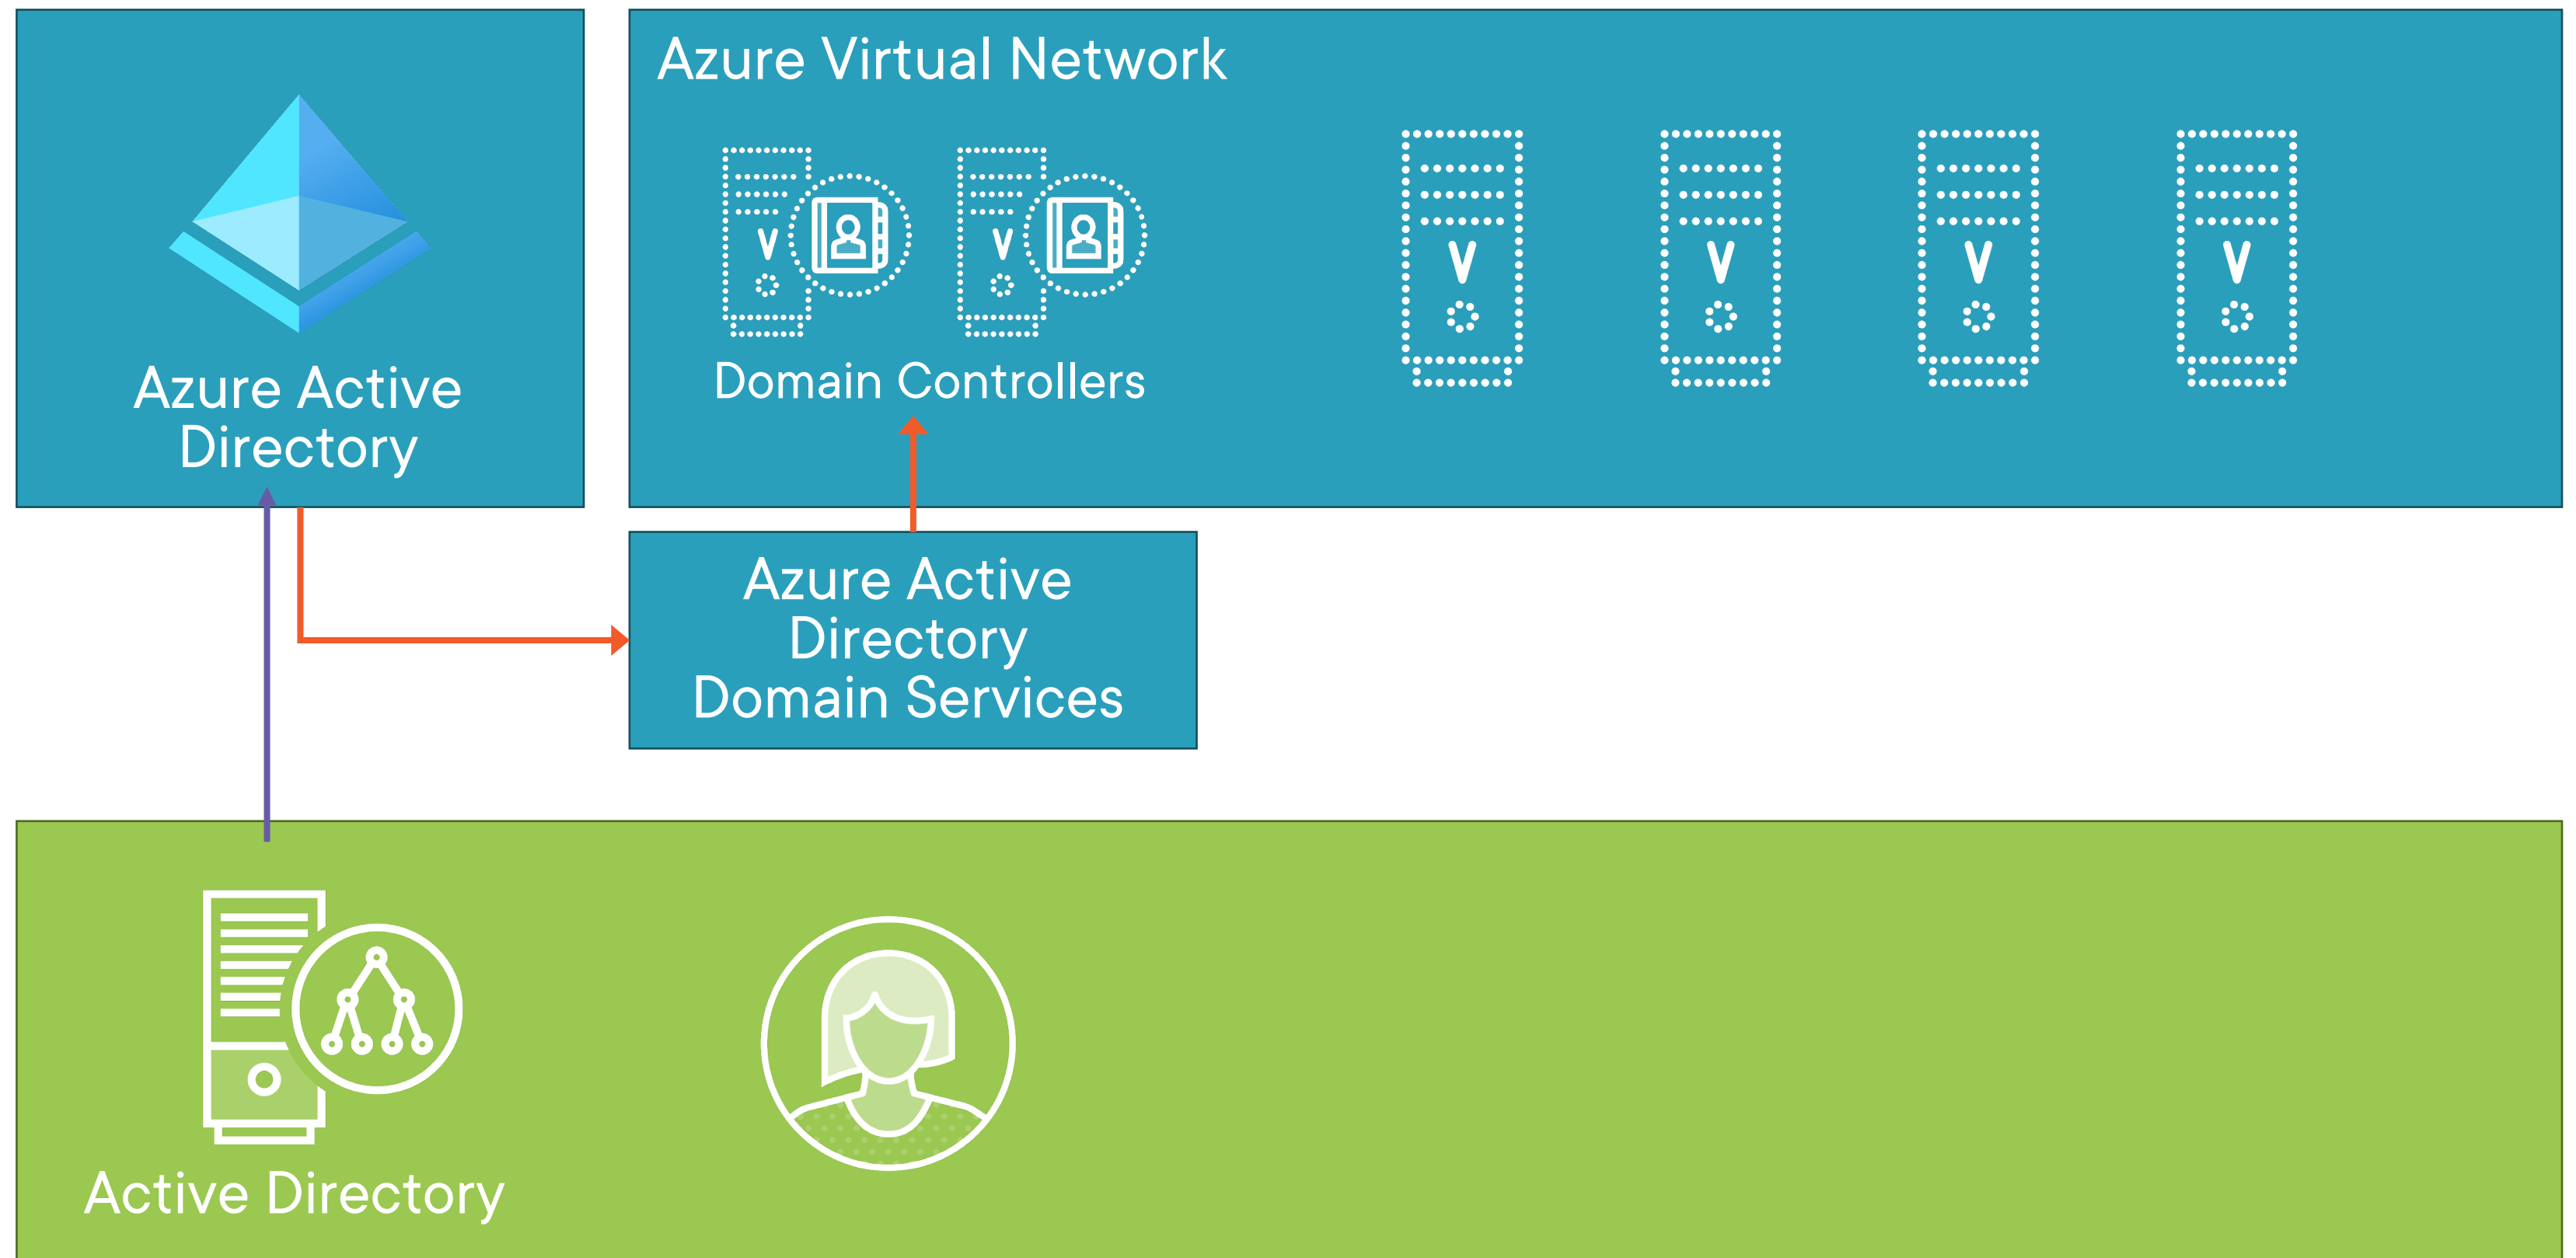 Azure Active
Directory
Azure Virtual Network
V
V
Domain Controllers
V
V
V
V
Azure Active
Directory
Domain Services
Active Directory